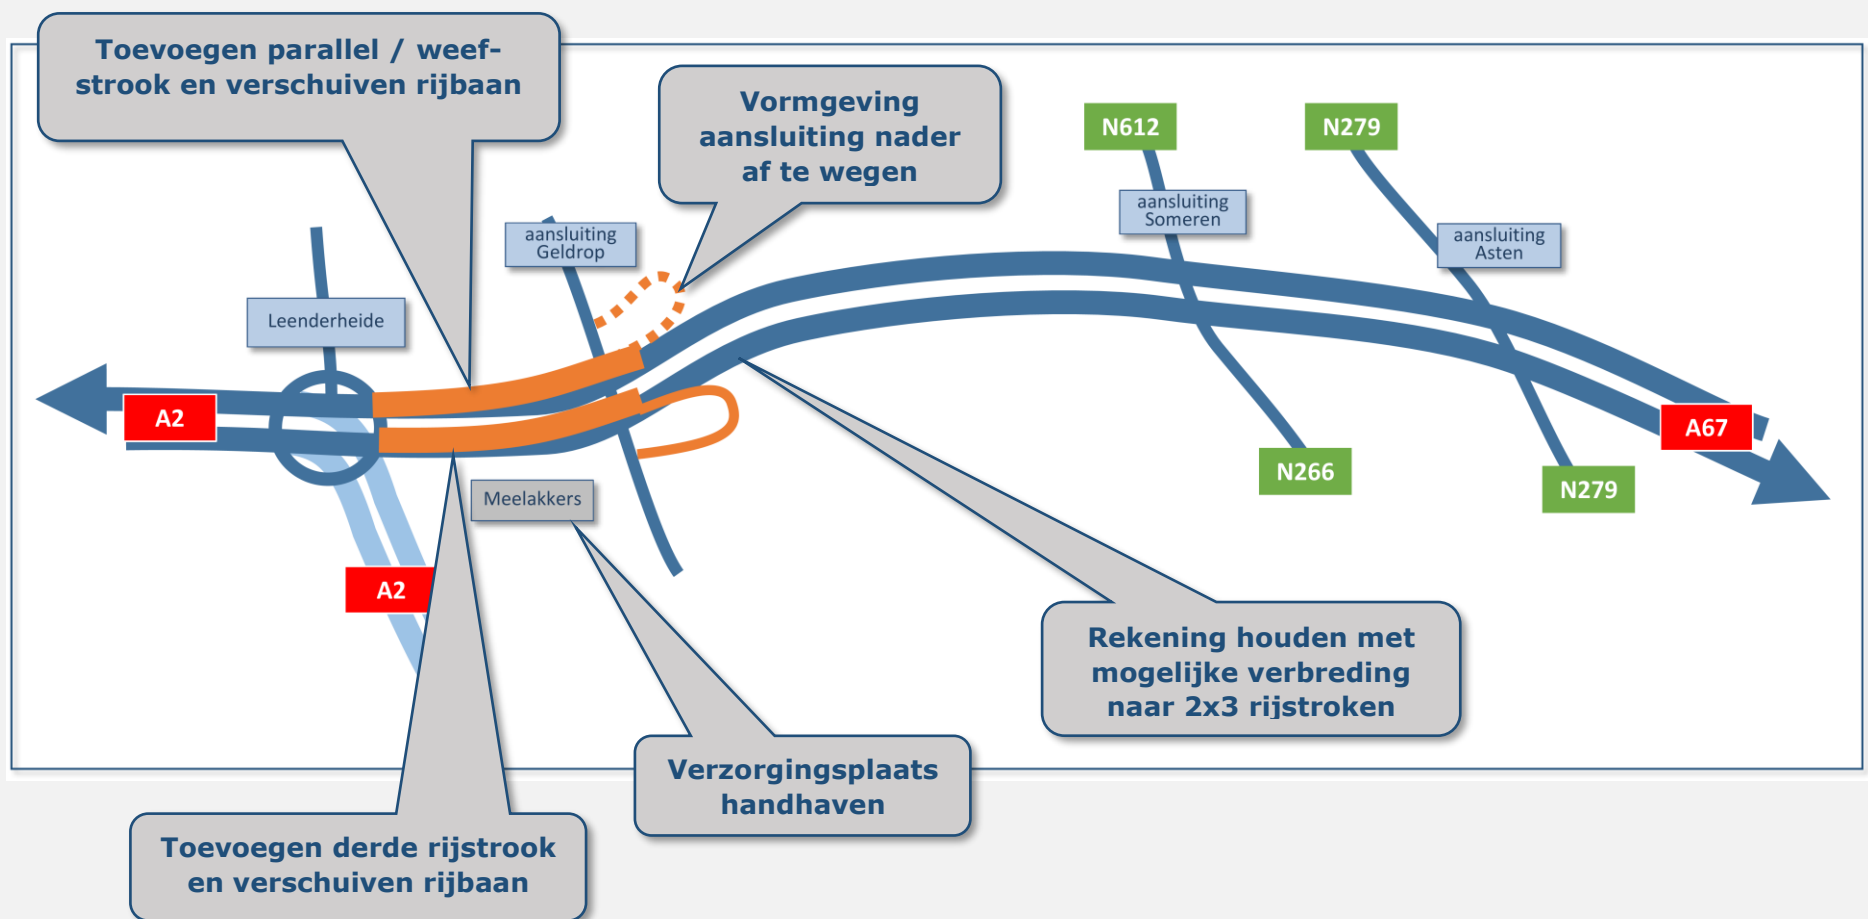 Toevoegen parallel / weef-
strook en verschuiven rijbaan
Vormgeving
aansluiting nader
af te wegen
N612
N279
aansluiting
Someren
aansluiting
Geldrop
aansluiting
Asten
Leenderheide
A2
A67
N266
N279
Meelakkers
A2
Rekening houden met
mogelijke verbreding
naar 2x3 rijstroken
Verzorgingsplaats
handhaven
Toevoegen derde rijstrook
en verschuiven rijbaan